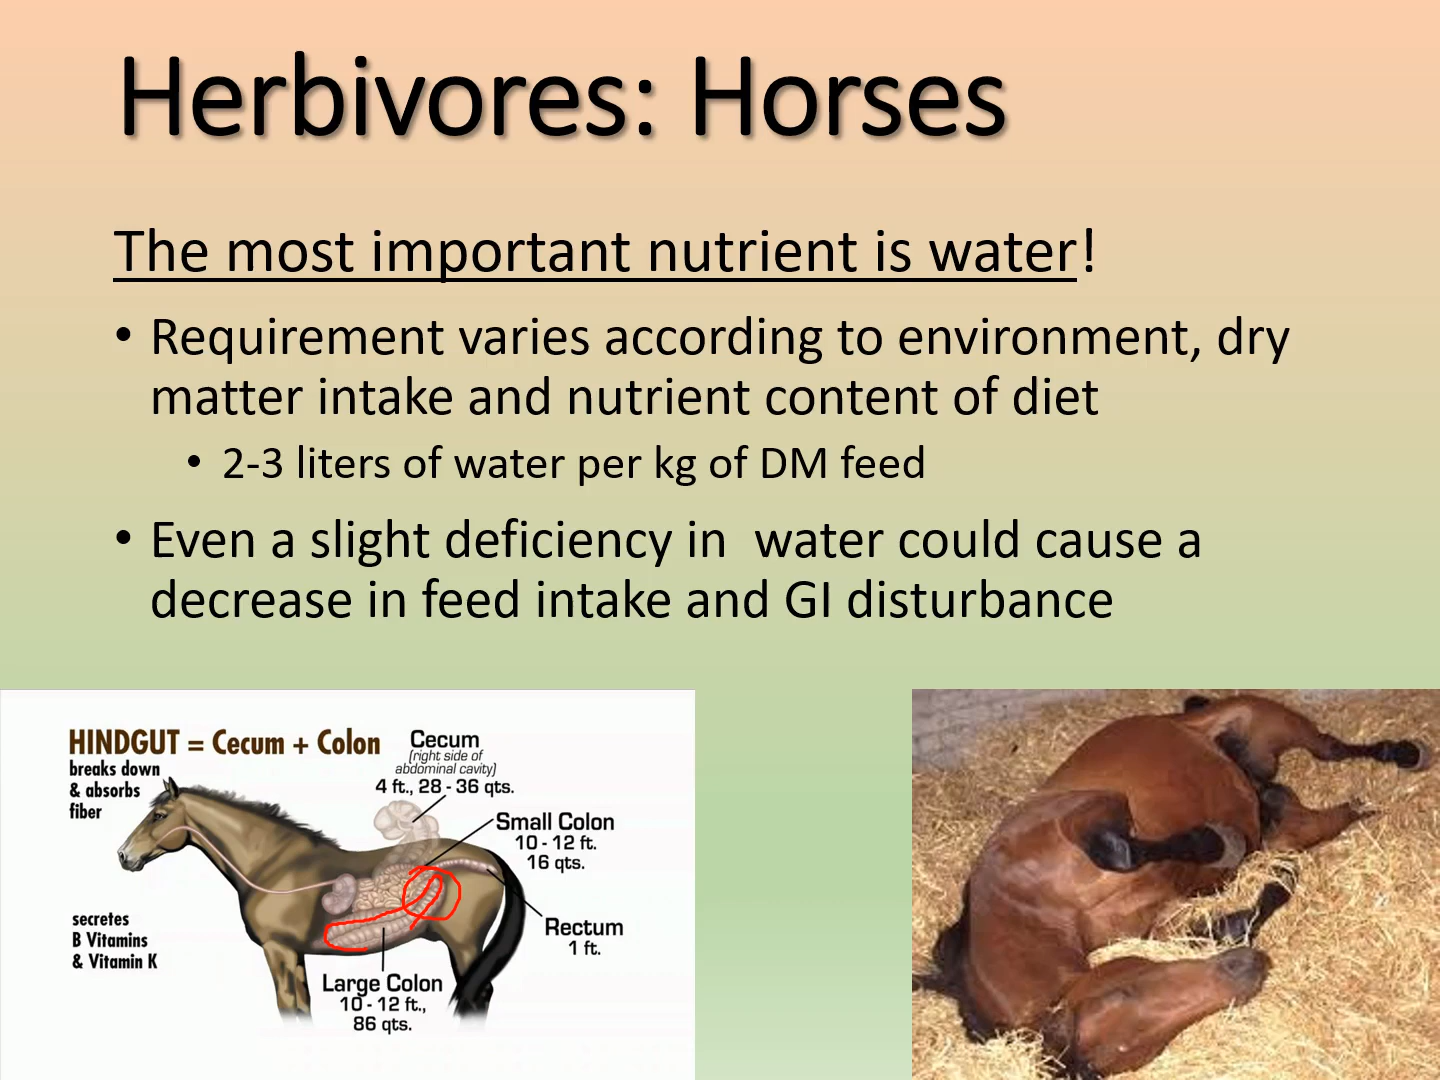 Herbivores: Horses
The most important nutrient is water!
• Requirement varies according to environment, dry
matter intake and nutrient content of diet
• 2-3 liters of water per kg of DM feed
• Even a slight deficiency in  water could cause a
decrease in feed intake and GI disturbance
HINDGUT = Cecum + Colon
breaks down
& absorbs
fiber
Cecum
(right side of
abdominal cavity)
4 ft., 28 - 36 qts.
Small Colon
10 - 12 ft.
16 qts.
Rectum
1 ft.
secretes
B Vitamins
& Vitamin K
Large Colon
10 - 12 ft.,
86 qts.